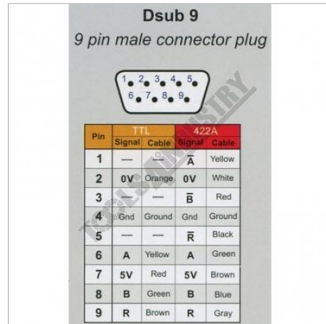 Dsub 9
9 pin male connector plug
1 2 3 4 5
6 7 8 9
Pin TTL 422A
Signal Cable Signal Cable
1 — — A̅ Yellow
2 0V Orange 0V White
3 — — B̅ Red
4 Gnd Ground Gnd Ground
5 — — R̅ Black
6 A Yellow A Green
7 5V Red 5V Brown
8 B Green B Blue
9 R Brown R Gray
TOOLS4INDUSTRY